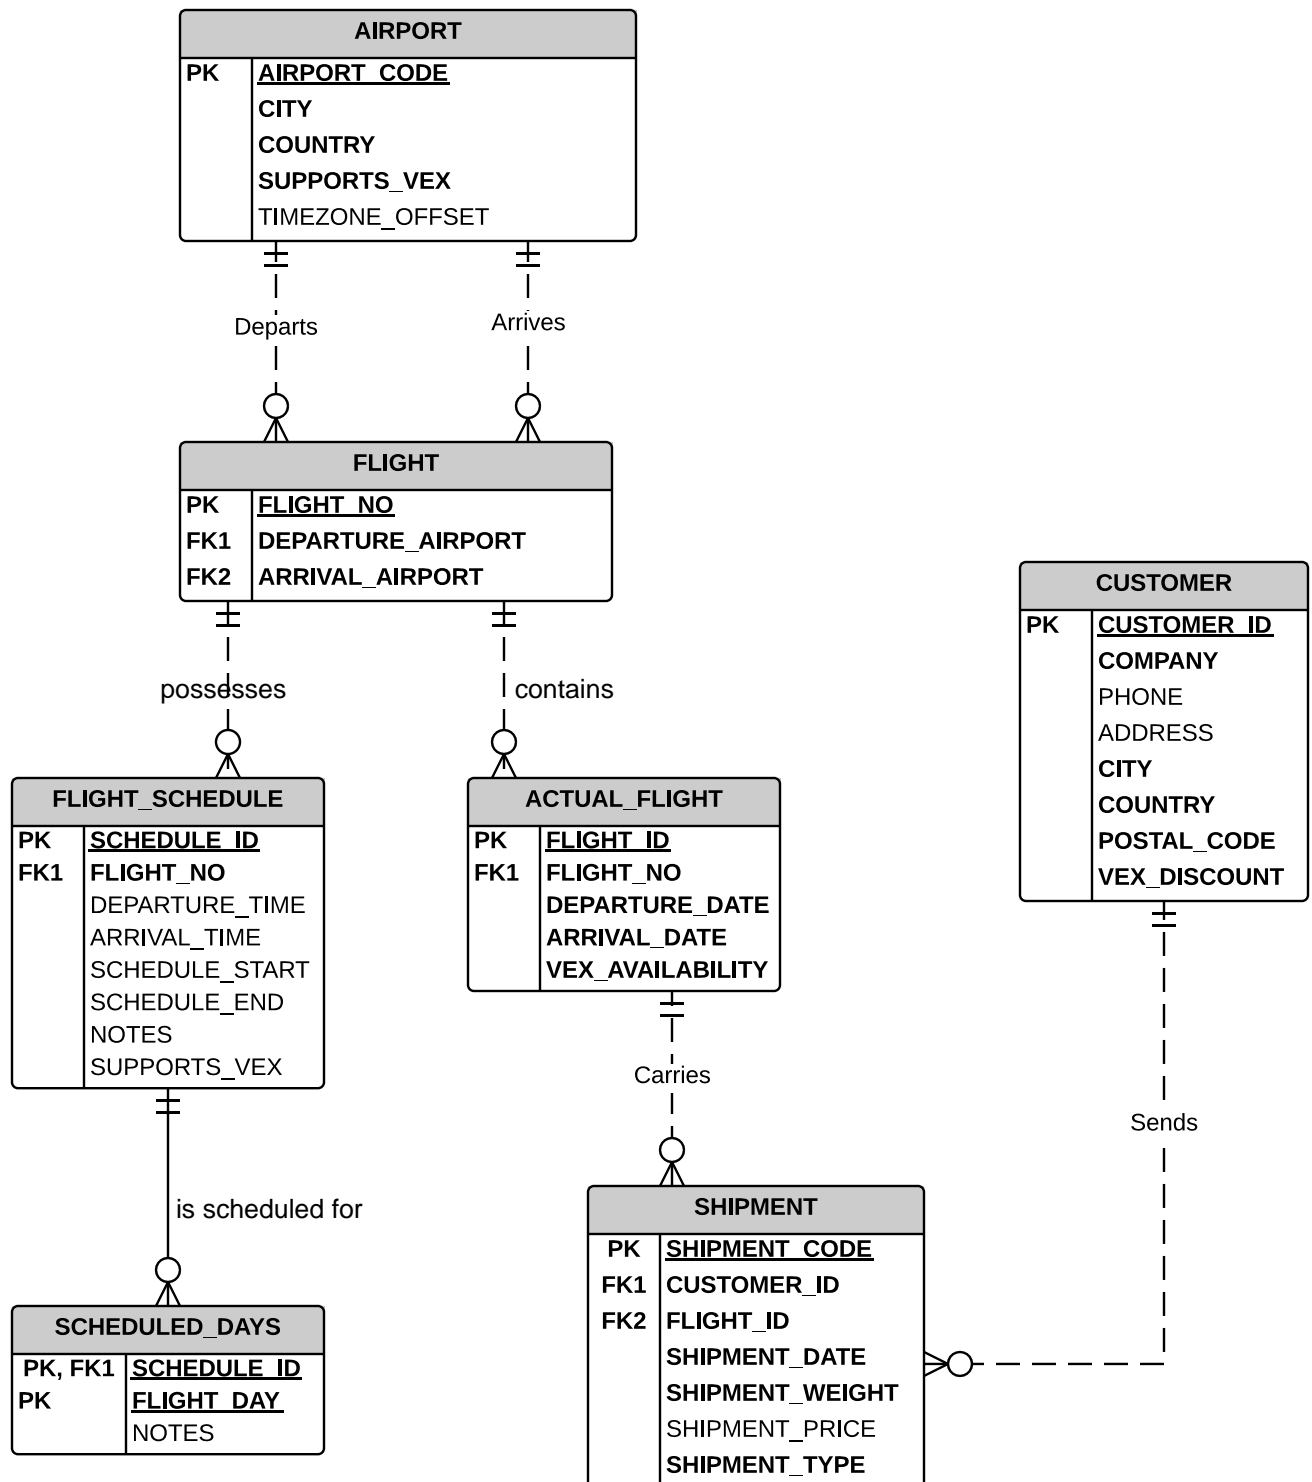 AIRPORT
PK AIRPORT_CODE
CITY
COUNTRY
SUPPORTS_VEX
TIMEZONE_OFFSET
Departs
Arrives
FLIGHT
PK FLIGHT_NO
FK1 DEPARTURE_AIRPORT
FK2 ARRIVAL_AIRPORT
possesses
contains
CUSTOMER
PK CUSTOMER_ID
COMPANY
PHONE
ADDRESS
CITY
COUNTRY
POSTAL_CODE
VEX_DISCOUNT
FLIGHT_SCHEDULE
PK SCHEDULE_ID
FK1 FLIGHT_NO
DEPARTURE_TIME
ARRIVAL_TIME
SCHEDULE_START
SCHEDULE_END
NOTES
SUPPORTS_VEX
ACTUAL_FLIGHT
PK FLIGHT_ID
FK1 FLIGHT_NO
DEPARTURE_DATE
ARRIVAL_DATE
VEX_AVAILABILITY
Carries
Sends
is scheduled for
SHIPMENT
PK SHIPMENT_CODE
FK1 CUSTOMER_ID
FK2 FLIGHT_ID
SHIPMENT_DATE
SHIPMENT_WEIGHT
SHIPMENT_PRICE
SHIPMENT_TYPE
SCHEDULED_DAYS
PK, FK1 SCHEDULE_ID
PK FLIGHT_DAY
NOTES